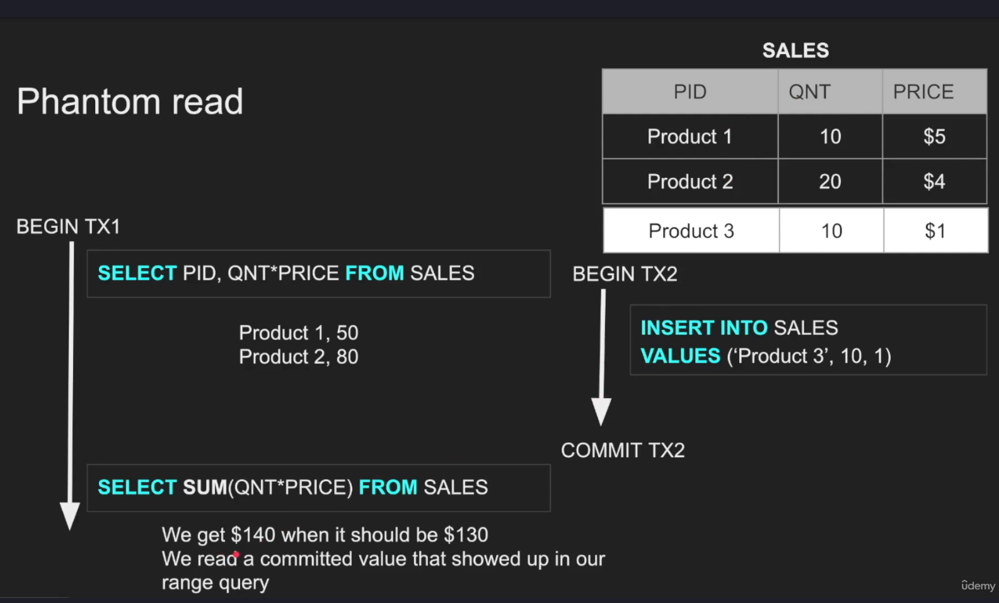 SALES
PID QNT PRICE
Product 1 10 $5
Product 2 20 $4
Product 3 10 $1
Phantom read
BEGIN TX1
SELECT PID, QNT*PRICE FROM SALES
Product 1, 50
Product 2, 80
BEGIN TX2
INSERT INTO SALES
VALUES (‘Product 3’, 10, 1)
COMMIT TX2
SELECT SUM(QNT*PRICE) FROM SALES
We get $140 when it should be $130
We read a committed value that showed up in our
range query
ûdemy